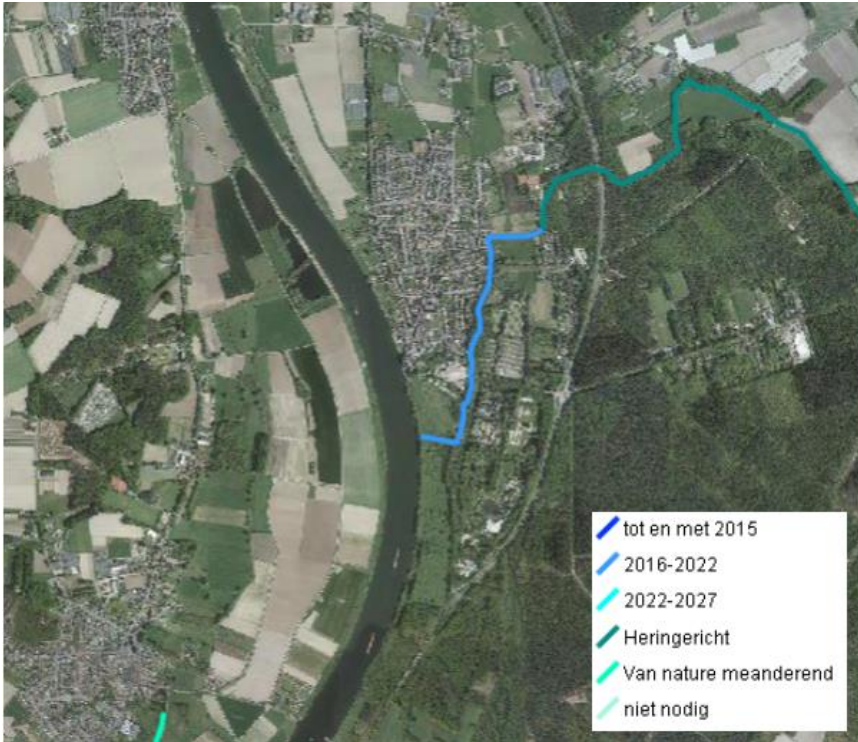 tot en met 2015
2016-2022
2022-2027
Heringericht
Van nature meanderend
niet nodig